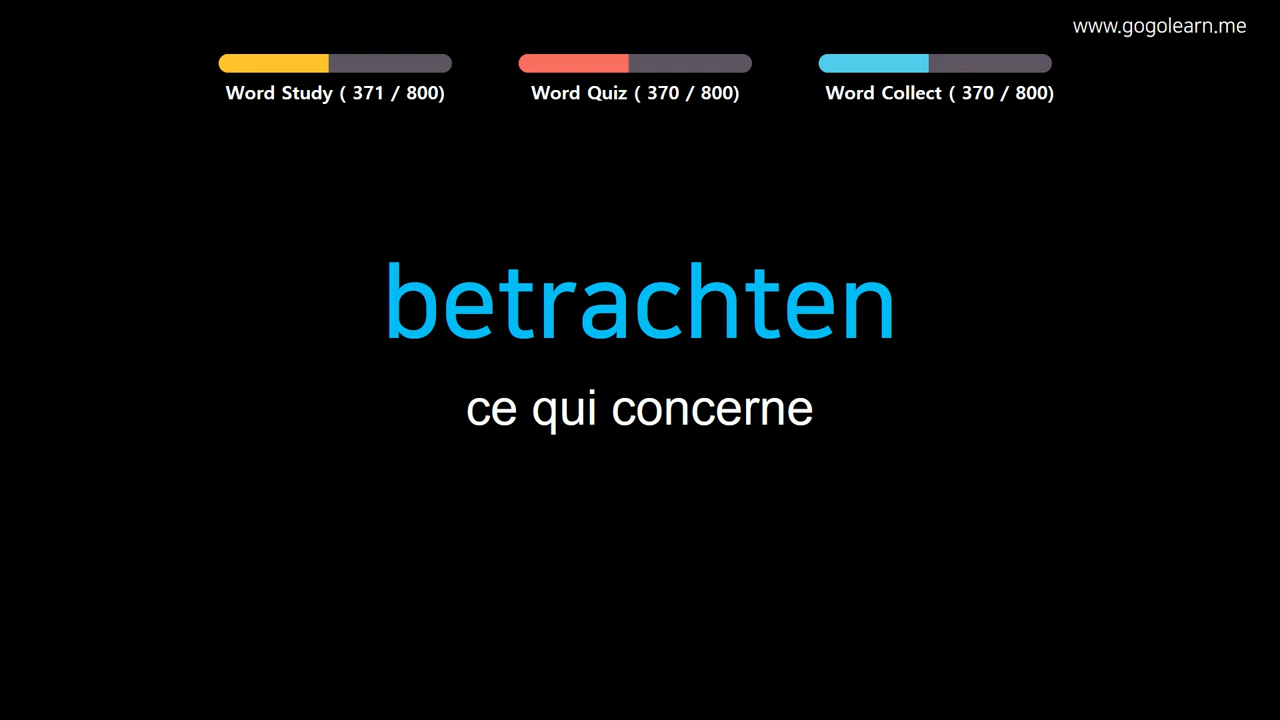 www.gogolearn.me
Word Study ( 371 / 800)
Word Quiz ( 370 / 800)
Word Collect ( 370 / 800)
betrachten
ce qui concerne